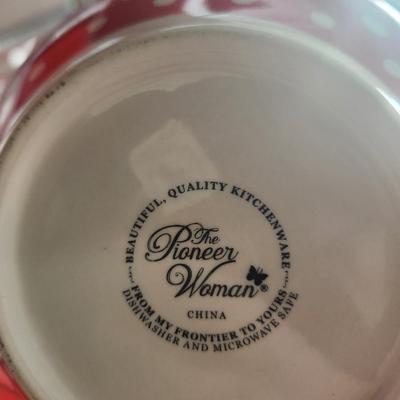 BEAUTIFUL, QUALITY KITCHENWARE
The
Pioneer
Woman®
CHINA
FROM MY FRONTIER TO YOURS
DISHWASHER AND MICROWAVE SAFE